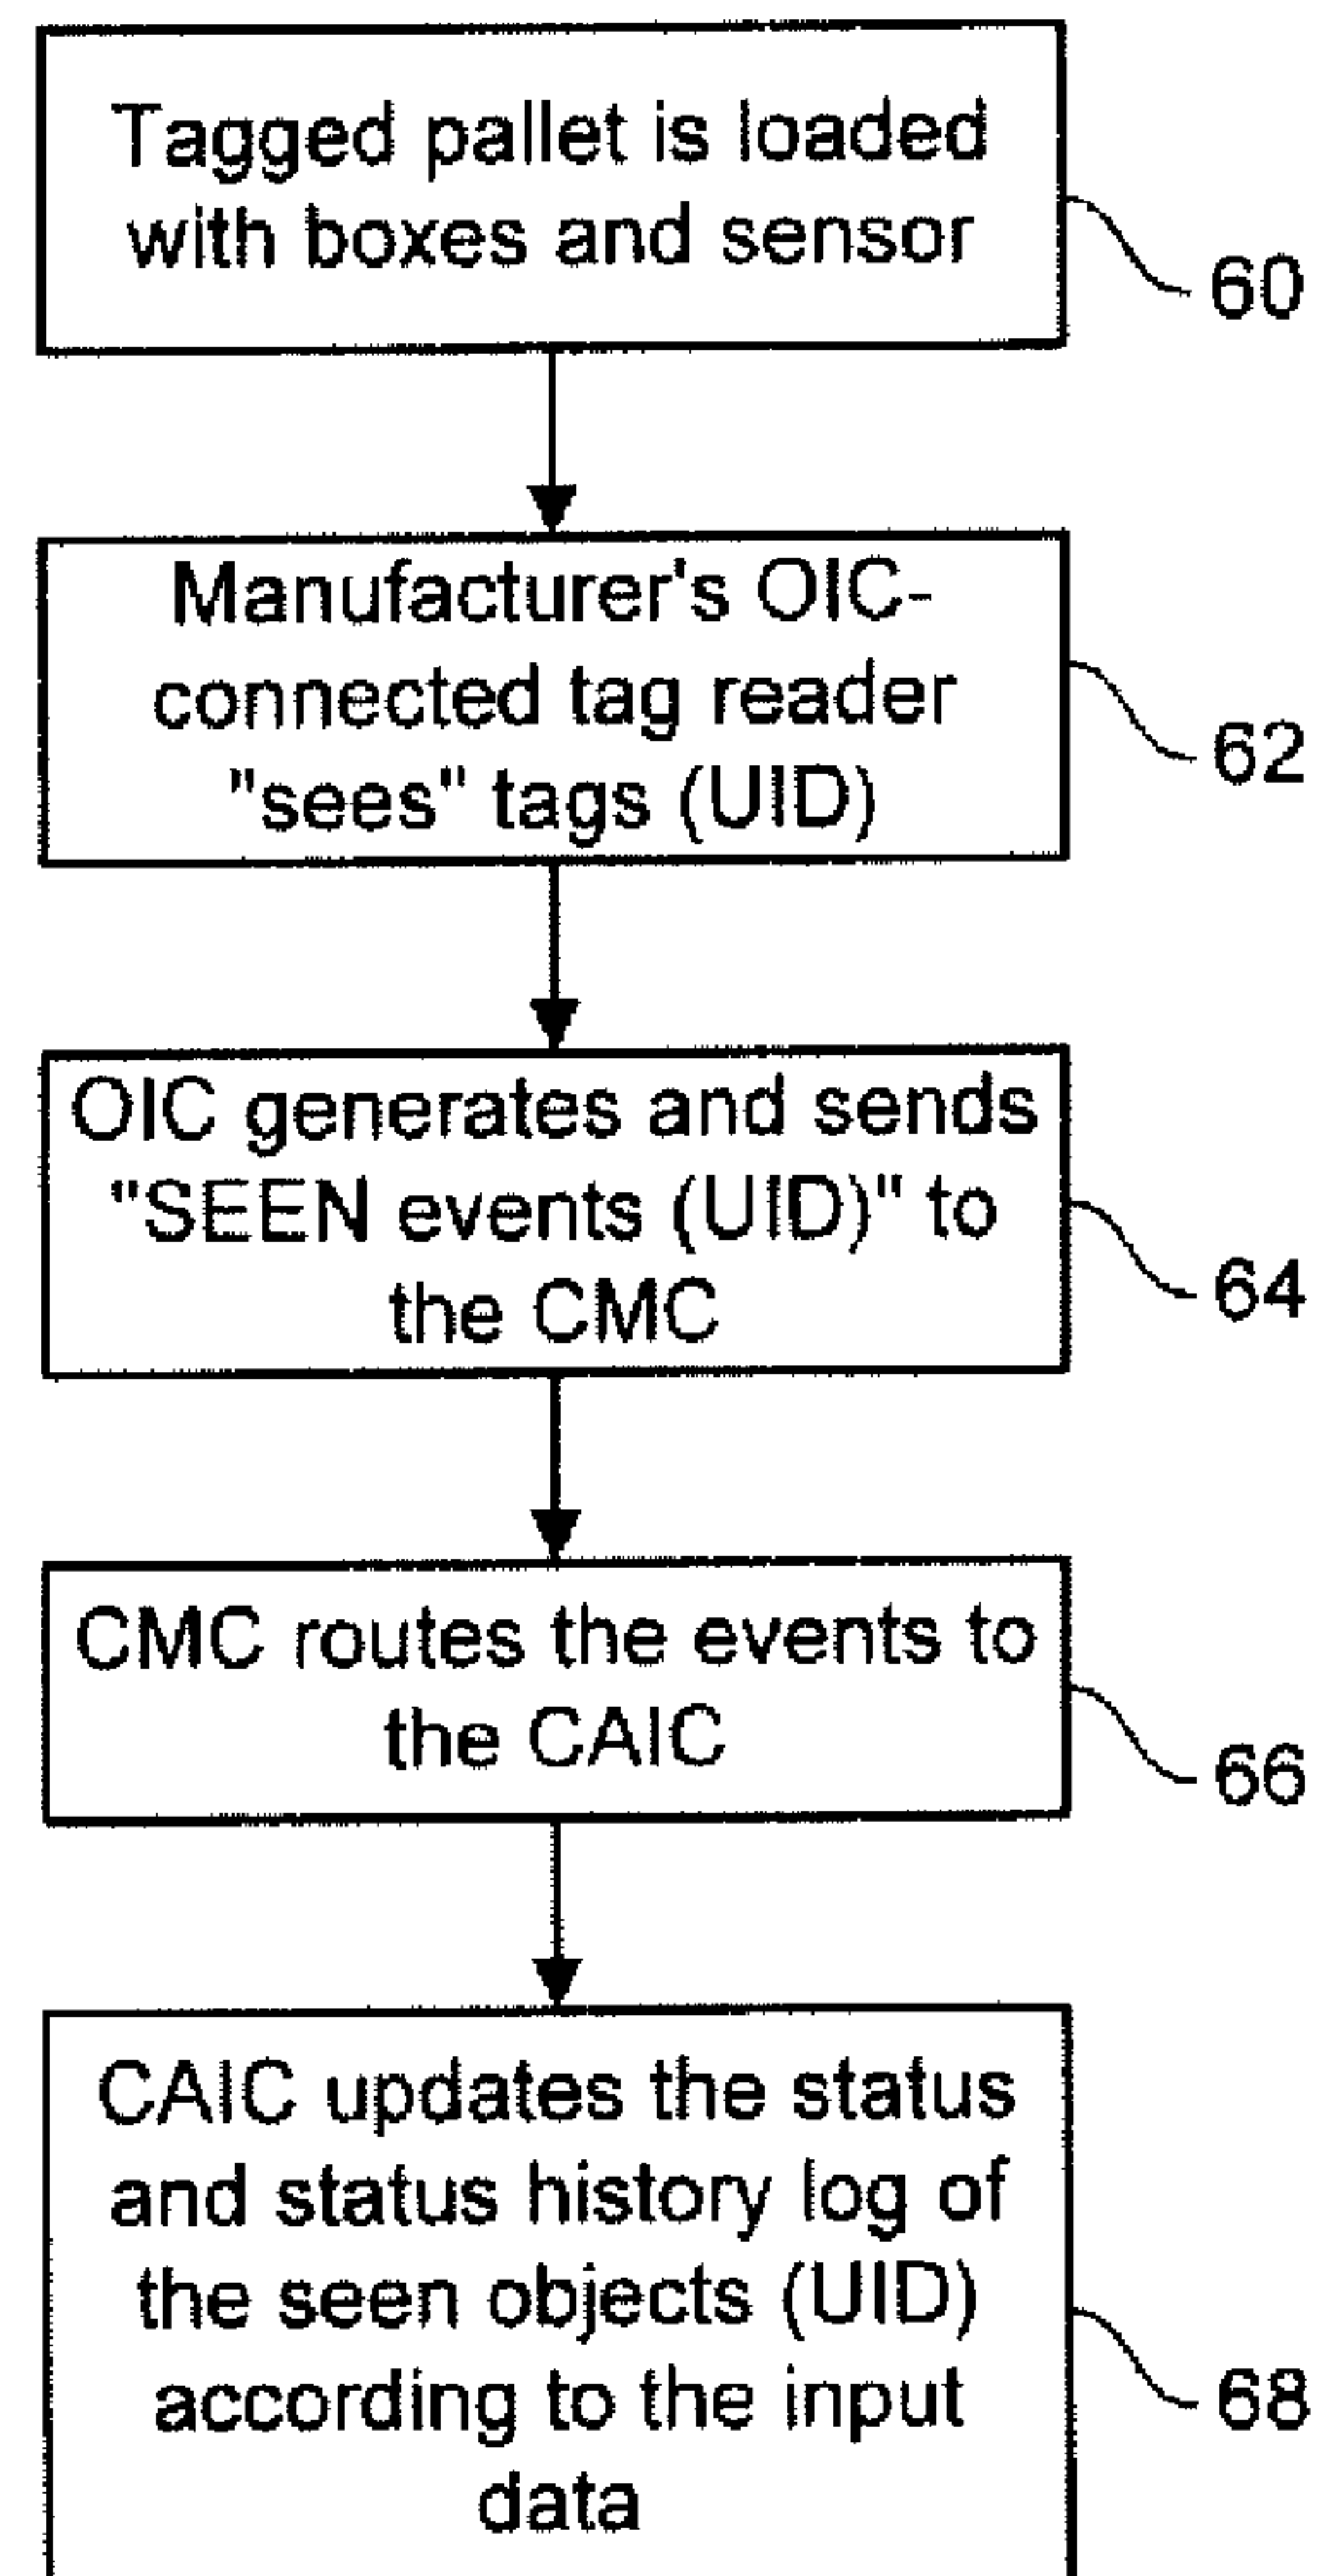 Tagged pallet is loaded
with boxes and sensor
60
Manufacturer's OIC-
connected tag reader
"sees" tags (UID)
62
OIC generates and sends
"SEEN events (UID)" to
the CMC
64
CMC routes the events to
the CAIC
66
CAIC updates the status
and status history log of
the seen objects (UID)
according to the input
data
68